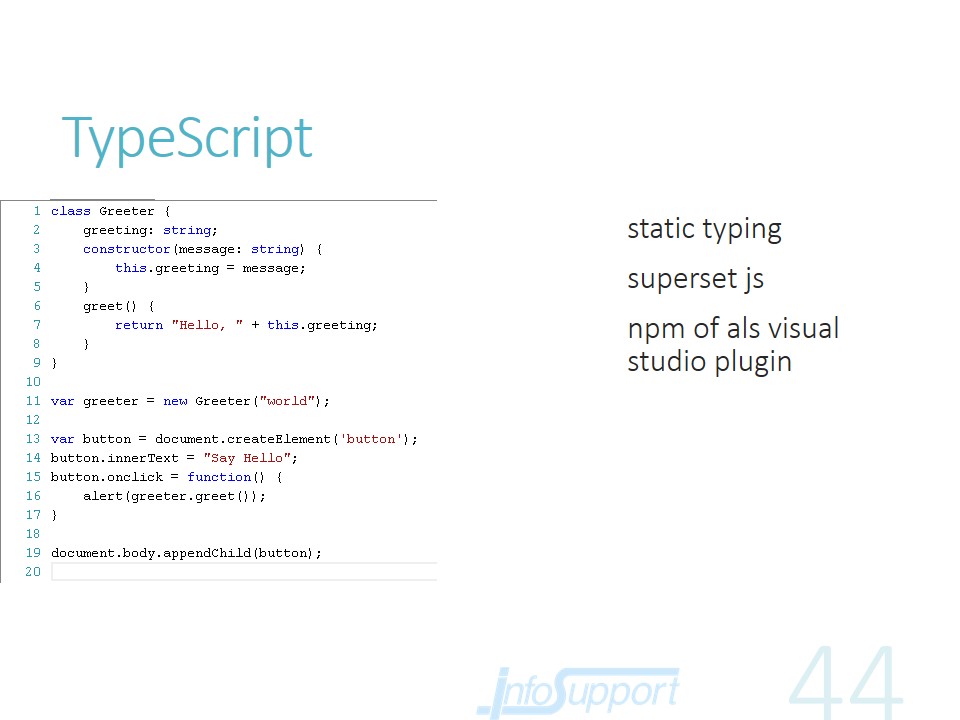 TypeScript
1 class Greeter {
2     greeting: string;
3     constructor(message: string) {
4         this.greeting = message;
5     }
6     greet() {
7         return "Hello, " + this.greeting;
8     }
9 }
10
11 var greeter = new Greeter("world");
12
13 var button = document.createElement('button');
14 button.innerText = "Say Hello";
15 button.onclick = function() {
16     alert(greeter.greet());
17 }
18
19 document.body.appendChild(button);
20
static typing
superset js
npm of als visual
studio plugin
infoSupport
44